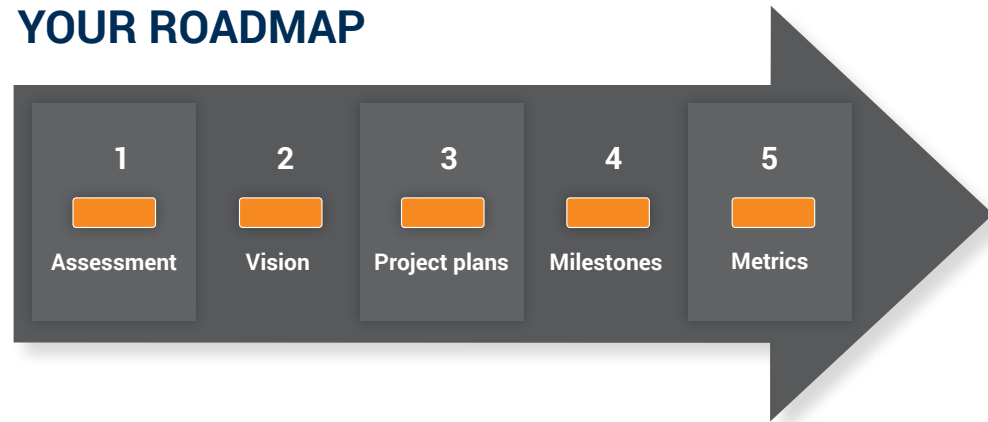 YOUR ROADMAP
1
Assessment
2
Vision
3
Project plans
4
Milestones
5
Metrics